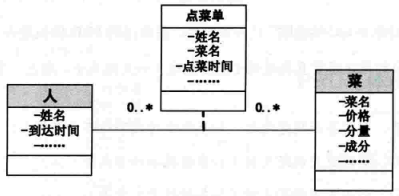 点菜单
-姓名
-菜名
-点菜时间
-……
人
-姓名
-到达时间
-……
0..*
0..*
菜
-菜名
-价格
-分量
-成分
-……